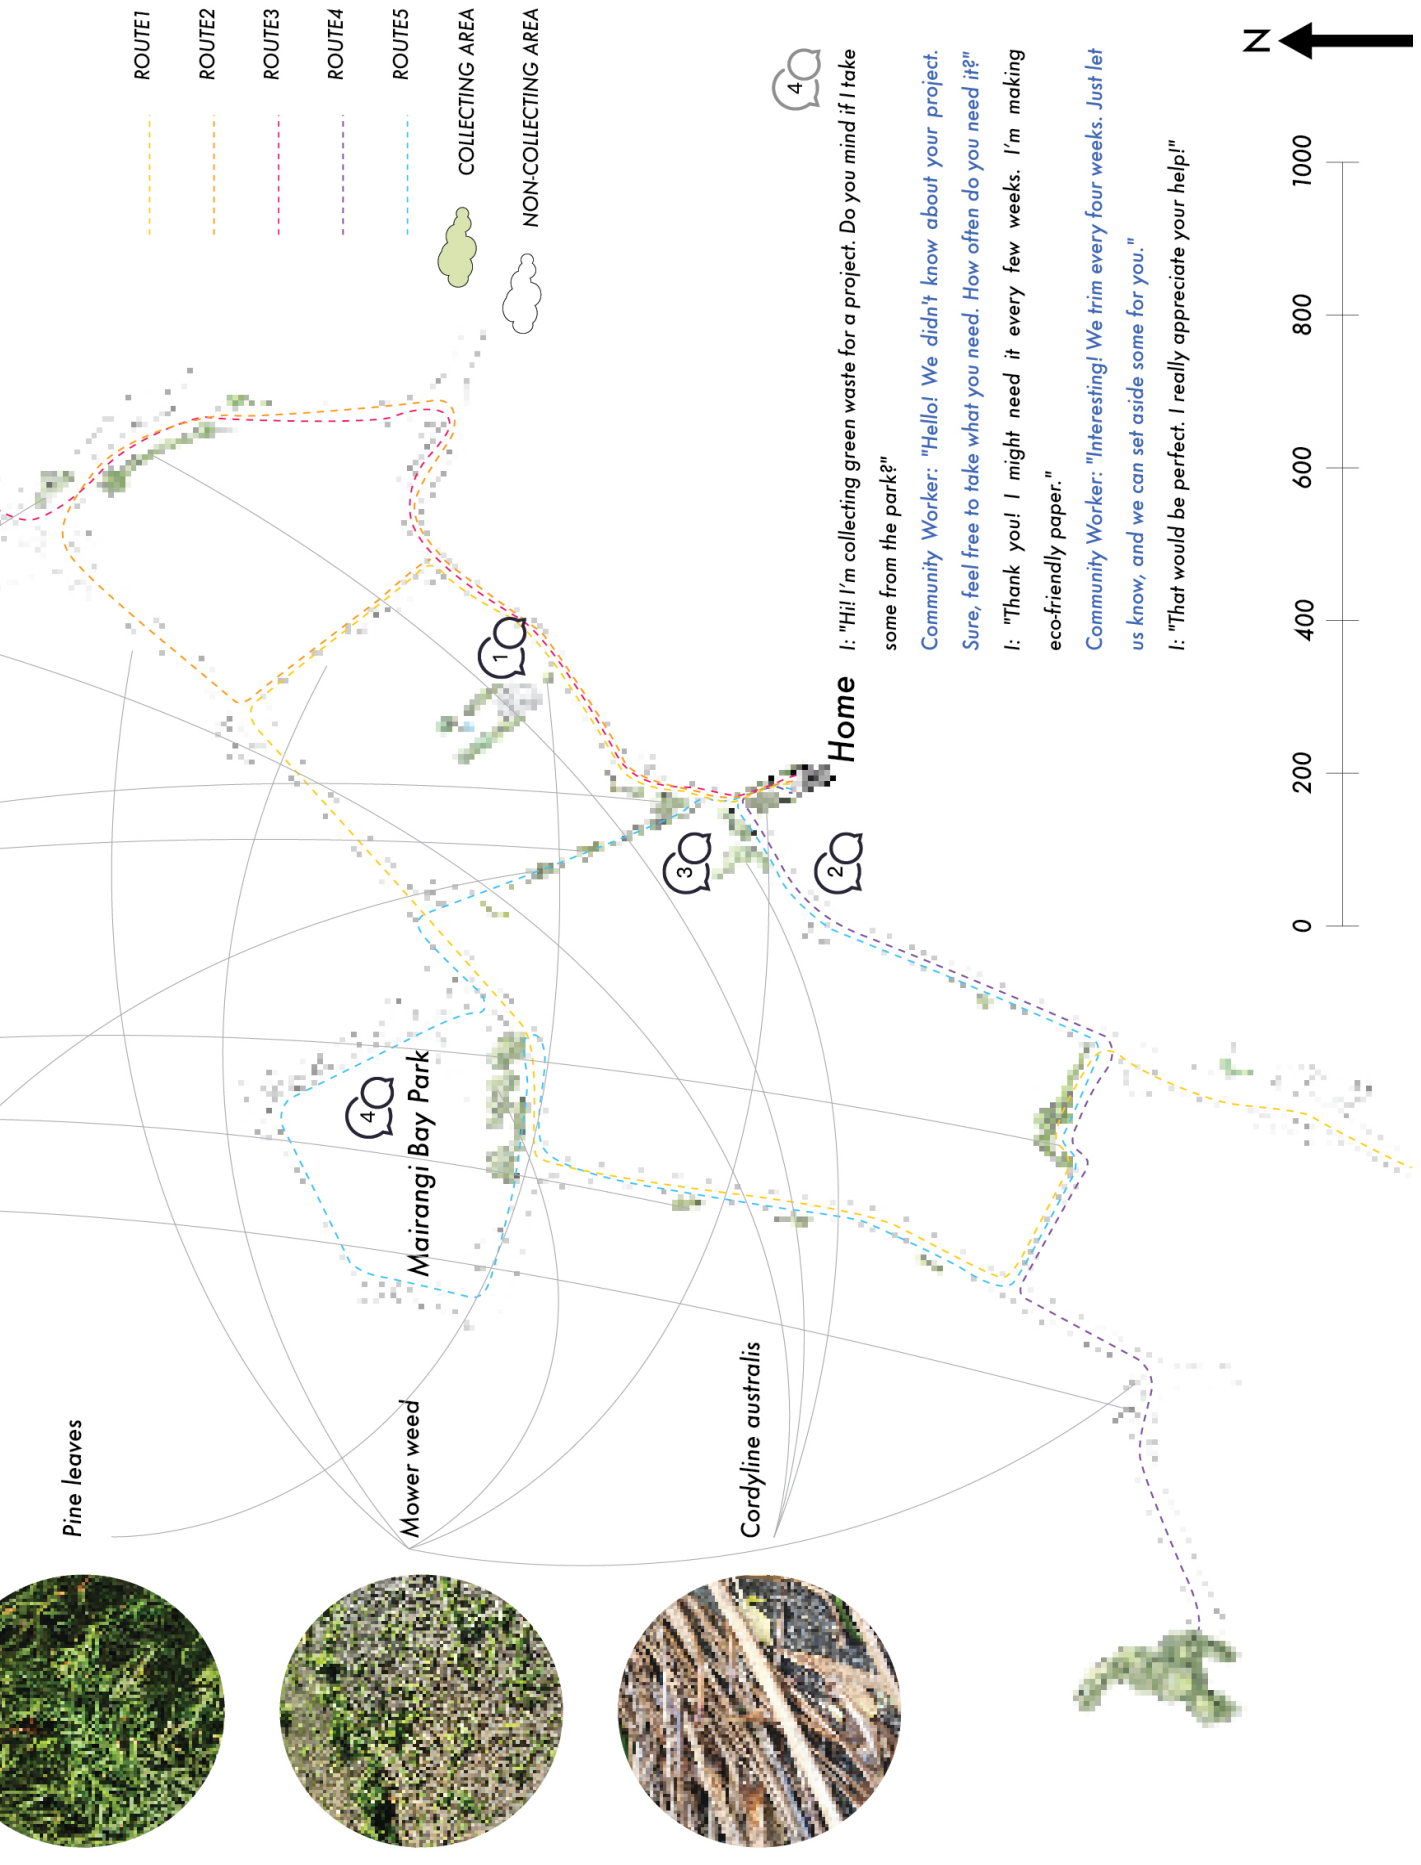 ROUTE1
ROUTE2
ROUTE3
ROUTE4
ROUTE5
COLLECTING AREA
NON-COLLECTING AREA
N
4
I: "Hi! I'm collecting green waste for a project. Do you mind if I take
some from the park?"
Community Worker: "Hello! We didn't know about your project.
Sure, feel free to take what you need. How often do you need it?"
I: "Thank you! I might need it every few weeks. I'm making
eco-friendly paper."
Community Worker: "Interesting! We trim every four weeks. Just let
us know, and we can set aside some for you."
I: "That would be perfect. I really appreciate your help!"
1
Home
3
2
4
Mairangi Bay Park
0
200
400
600
800
1000
Pine leaves
Mower weed
Cordyline australis